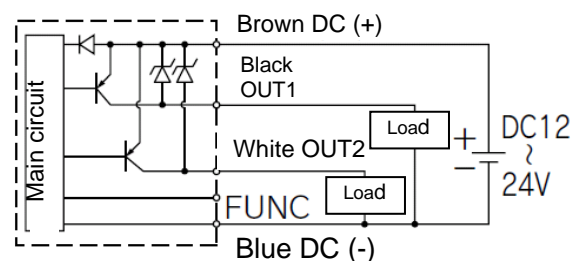 Brown DC (+)
Black
OUT1
Main circuit
Load
+
DC12
~
24V
−
White OUT2
Load
FUNC
Blue DC (-)